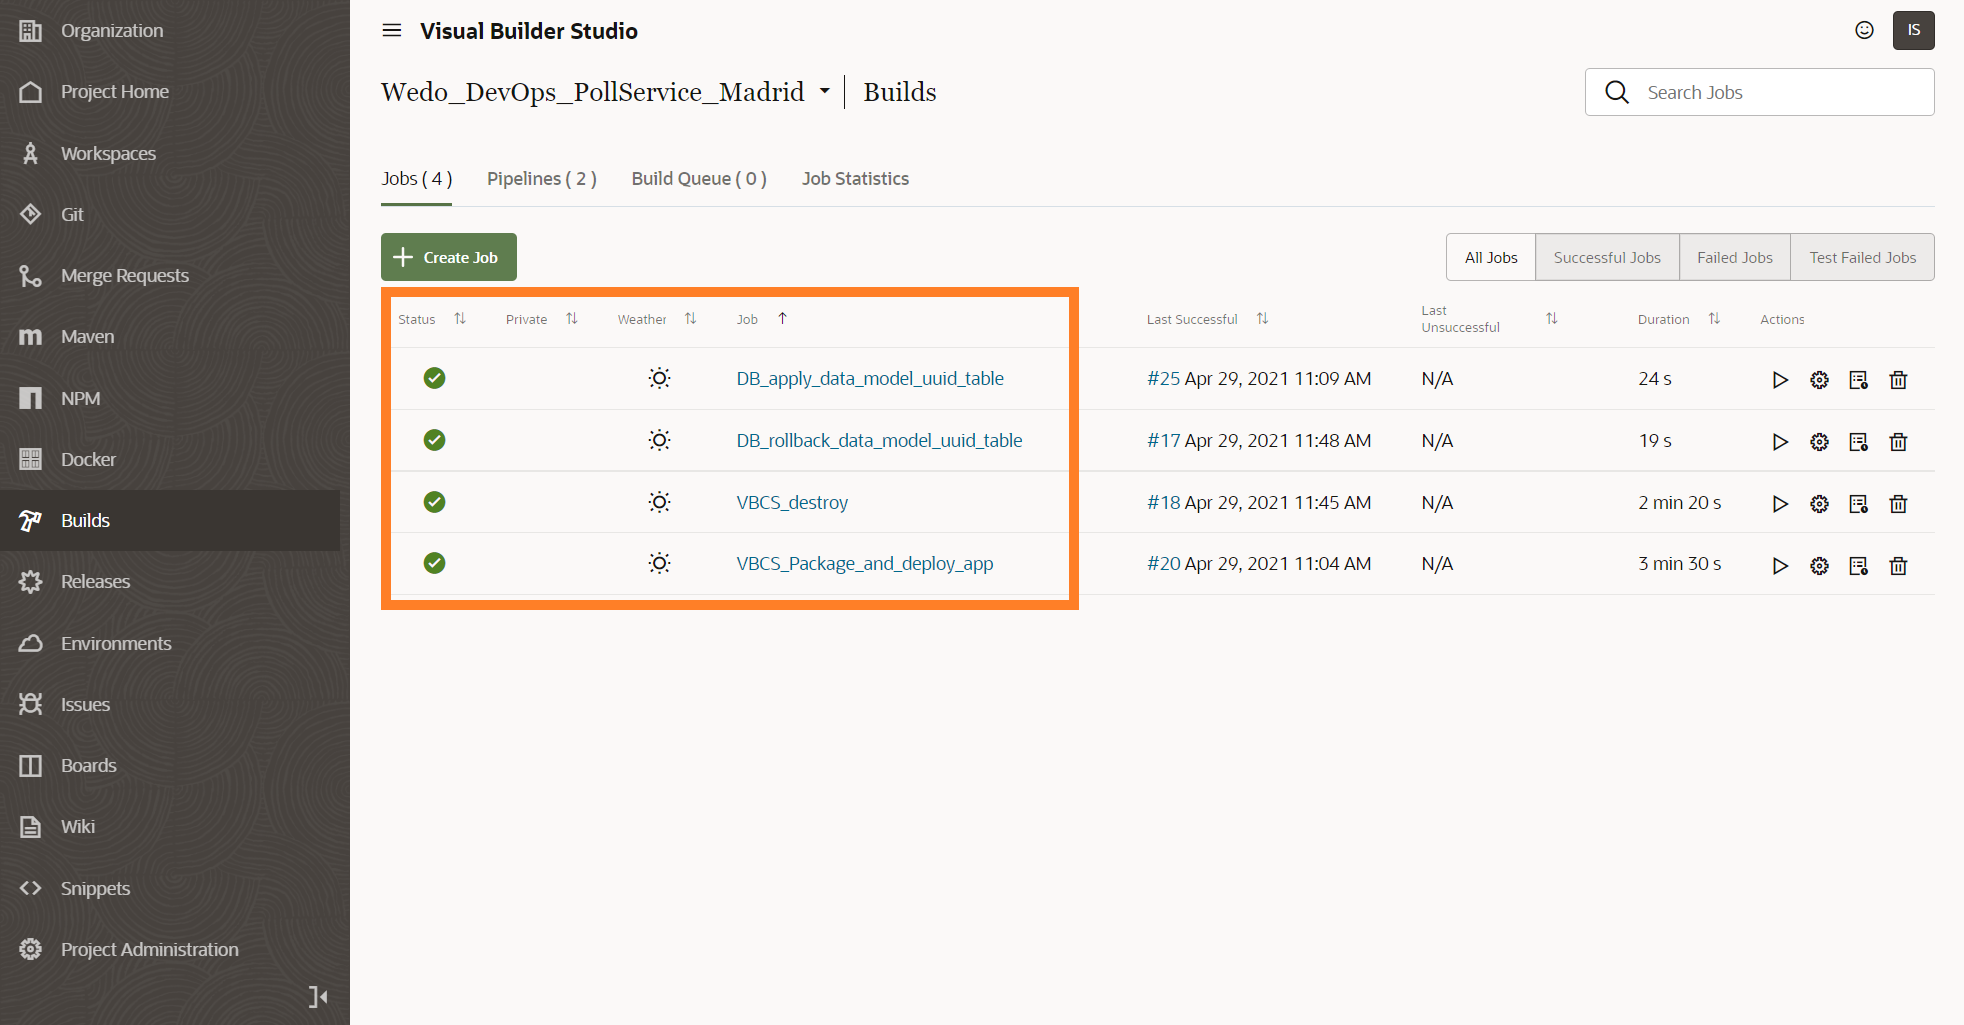 Organization
Project Home
Workspaces
Git
Merge Requests
Maven
NPM
Docker
Builds
Releases
Environments
Issues
Boards
Wiki
Snippets
Project Administration
Visual Builder Studio
IS
Wedo_DevOps_PollService_Madrid Builds
Search Jobs
Jobs ( 4 ) Pipelines ( 2 ) Build Queue ( 0 ) Job Statistics
Create Job
All Jobs Successful Jobs Failed Jobs Test Failed Jobs
Status Private Weather Job Last Successful Last Unsuccessful Duration Actions
DB_apply_data_model_uuid_table #25 Apr 29, 2021 11:09 AM N/A 24 s
DB_rollback_data_model_uuid_table #17 Apr 29, 2021 11:48 AM N/A 19 s
VBCS_destroy #18 Apr 29, 2021 11:45 AM N/A 2 min 20 s
VBCS_Package_and_deploy_app #20 Apr 29, 2021 11:04 AM N/A 3 min 30 s